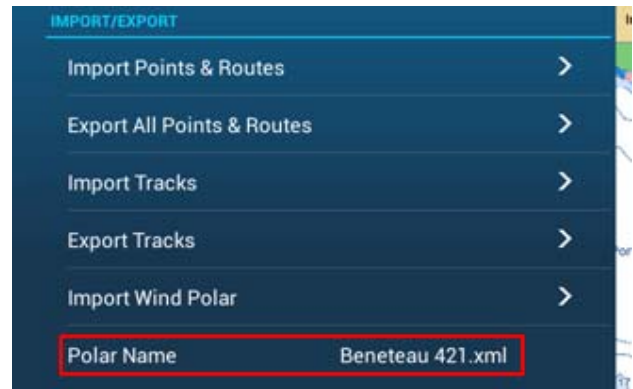 IMPORT/EXPORT
Import Points & Routes
Export All Points & Routes
Import Tracks
Export Tracks
Import Wind Polar
Polar Name Beneteau 421.xml